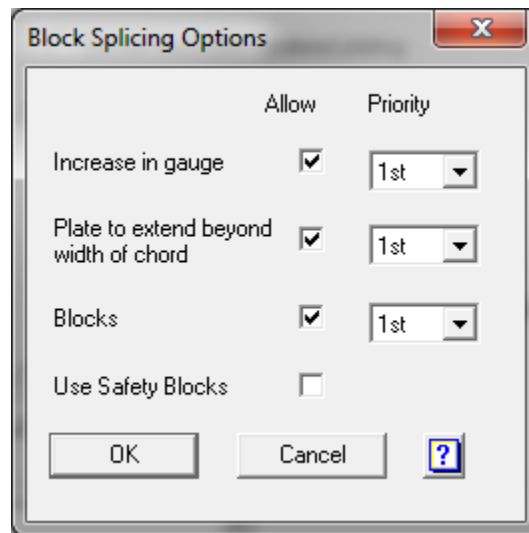 Block Splicing Options
Allow Priority
Increase in gauge 1st
Plate to extend beyond
width of chord 1st
Blocks 1st
Use Safety Blocks
OK Cancel ?